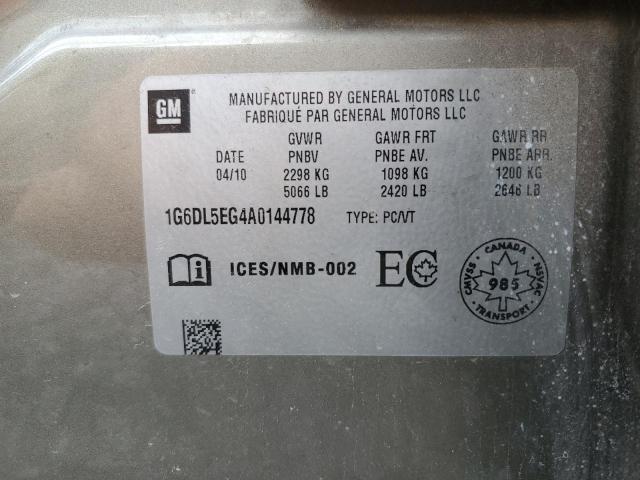 GM
MANUFACTURED BY GENERAL MOTORS LLC
FABRIQUÉ PAR GENERAL MOTORS LLC
GVWR GAWR FRT GAWR RR
DATE PNBV PNBE AV. PNBE ARR.
04/10 2298 KG 1098 KG 1200 KG
5066 LB 2420 LB 2646 LB
1G6DL5EG4A0144778 TYPE: PC/VT
ICES/NMB-002 EC
CANADA
CMVSS 985 NSVAC
TRANSPORT